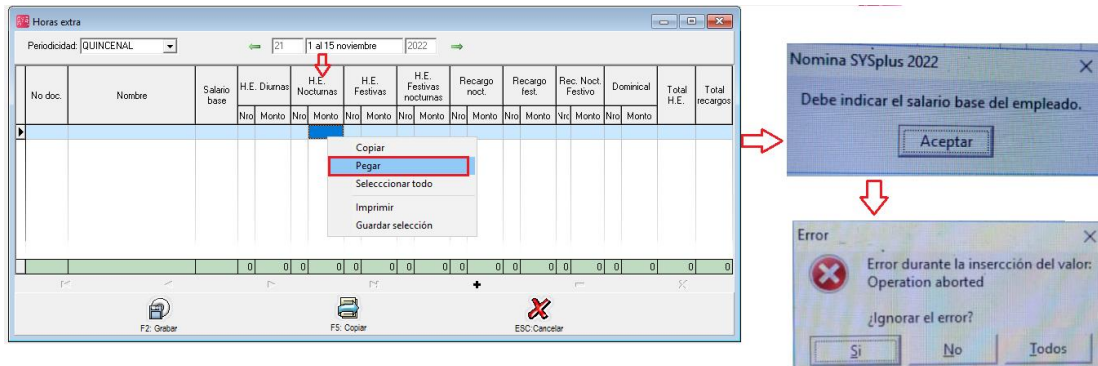 Horas extra
Periodicidad: QUINCENAL
21 1 al 15 noviembre 2022
No doc. Nombre Salario base H.E. Diurnas H.E. Nocturnas H.E. Festivas H.E. Festivas nocturnas Recargo noct. Recargo fest. Rec. Noct. Festivo Dominical Total H.E. Total recargos
Nro Monto Nro Monto Nro Monto Nro Monto Nro Monto Nro Monto Nro Monto Nro Monto
Copiar
Pegar
Selecccionar todo
Imprimir
Guardar selección
0 0 0 0 0 0 0 0 0 0 0 0 0 0 0 0 0 0
F2: Grabar
F5: Copiar
ESC:Cancelar
Nomina SYSplus 2022
Debe indicar el salario base del empleado.
Aceptar
Error
Error durante la insercción del valor:
Operation aborted
¿Ignorar el error?
Si No Todos